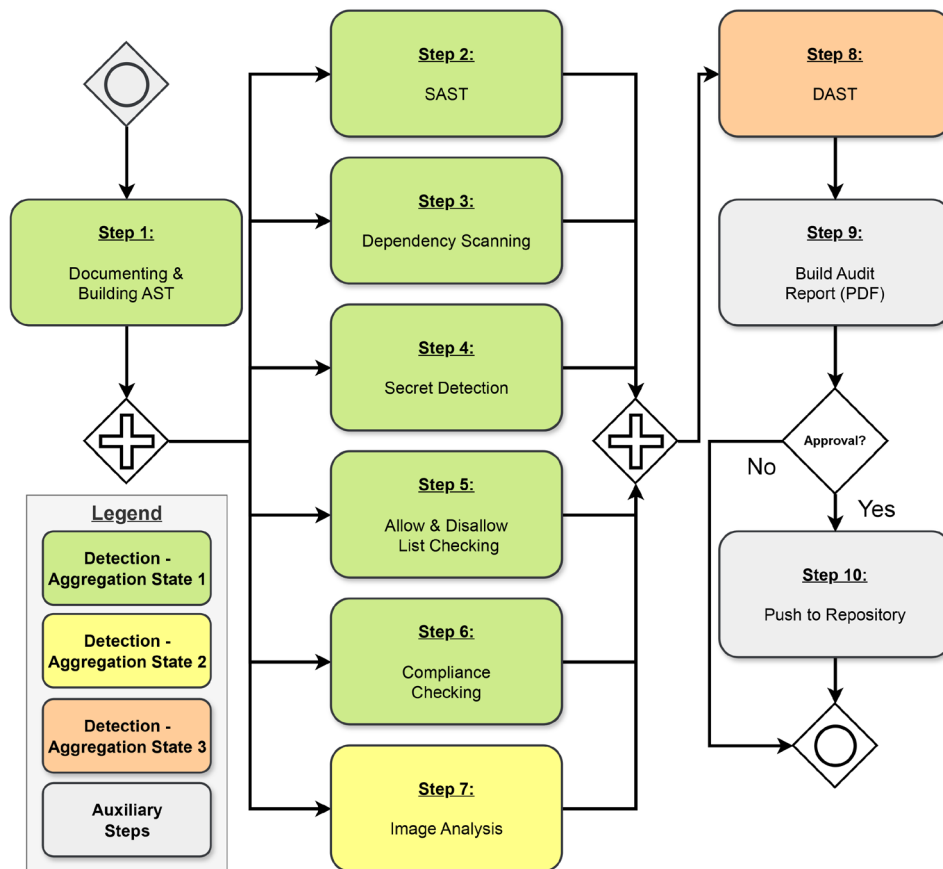 Step 1:
Documenting &
Building AST
Step 2:
SAST
Step 3:
Dependency Scanning
Step 4:
Secret Detection
Step 5:
Allow & Disallow
List Checking
Step 6:
Compliance
Checking
Step 7:
Image Analysis
Step 8:
DAST
Step 9:
Build Audit
Report (PDF)
Approval?
No
Yes
Step 10:
Push to Repository
Legend
Detection -
Aggregation State 1
Detection -
Aggregation State 2
Detection -
Aggregation State 3
Auxiliary
Steps